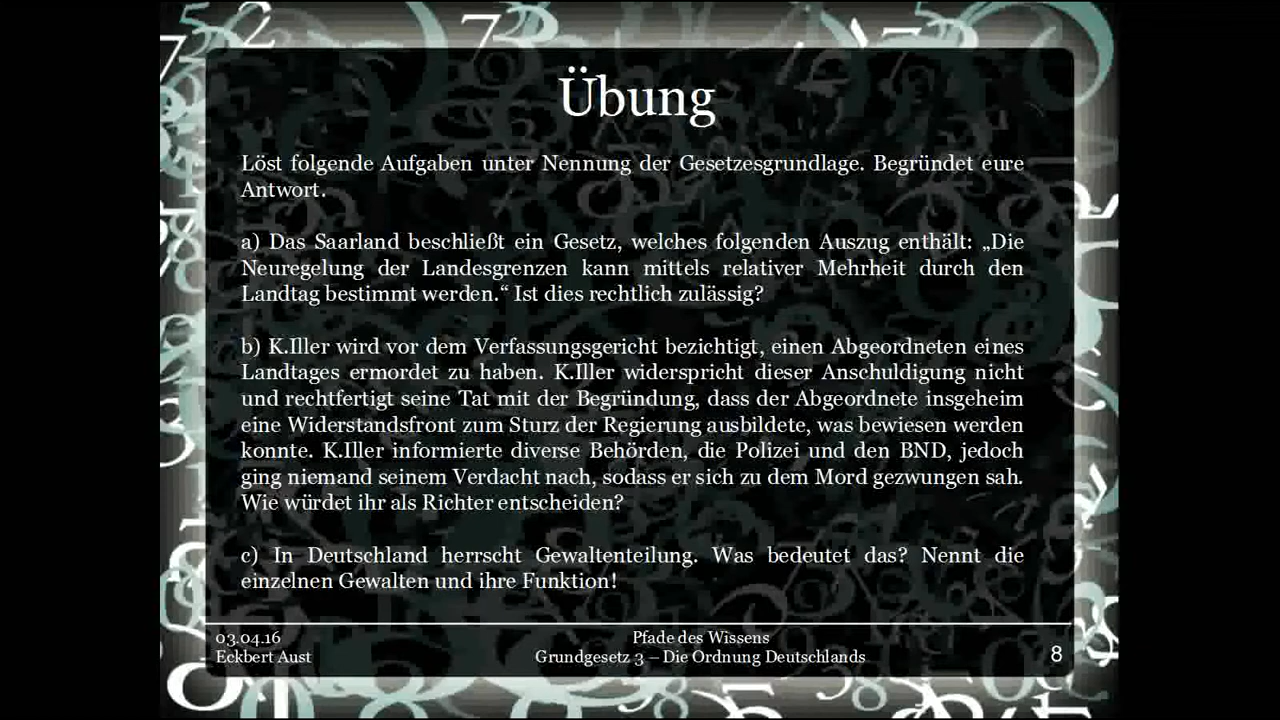 Übung
Löst folgende Aufgaben unter Nennung der Gesetzesgrundlage. Begründet eure
Antwort.
a) Das Saarland beschließt ein Gesetz, welches folgenden Auszug enthält: „Die
Neuregelung der Landesgrenzen kann mittels relativer Mehrheit durch den
Landtag bestimmt werden.“ Ist dies rechtlich zulässig?
b) K.Iller wird vor dem Verfassungsgericht bezichtigt, einen Abgeordneten eines
Landtages ermordet zu haben. K.Iller widerspricht dieser Anschuldigung nicht
und rechtfertigt seine Tat mit der Begründung, dass der Abgeordnete insgeheim
eine Widerstandsfront zum Sturz der Regierung ausbildete, was bewiesen werden
konnte. K.Iller informierte diverse Behörden, die Polizei und den BND, jedoch
ging niemand seinem Verdacht nach, sodass er sich zu dem Mord gezwungen sah.
Wie würdet ihr als Richter entscheiden?
c) In Deutschland herrscht Gewaltenteilung. Was bedeutet das? Nennt die
einzelnen Gewalten und ihre Funktion!
03.04.16
Eckbert Aust
Pfade des Wissens
Grundgesetz 3 – Die Ordnung Deutschlands
8